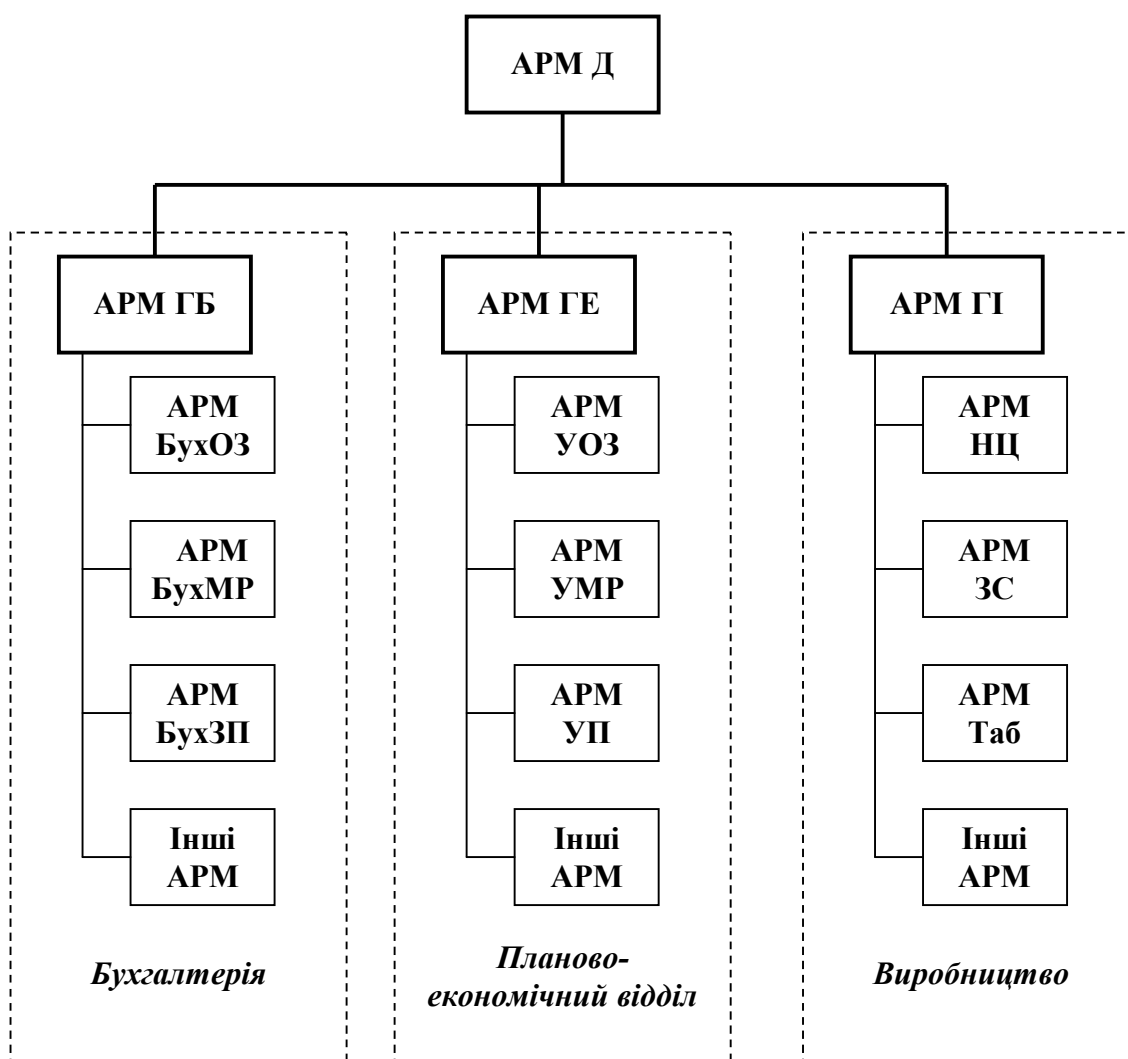 АРМ Д
АРМ ГБ
АРМ
БухОЗ
АРМ
БухМР
АРМ
БухЗП
Інші
АРМ
Бухгалтерія
АРМ ГЕ
АРМ
УОЗ
АРМ
УМР
АРМ
УП
Інші
АРМ
Планово-
економічний відділ
АРМ ГІ
АРМ
НЦ
АРМ
ЗС
АРМ
Таб
Інші
АРМ
Виробництво